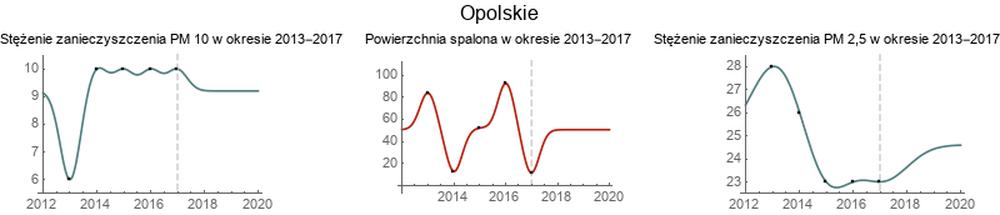 Opolskie
Stężenie zanieczyszczenia PM 10 w okresie 2013–2017
10
9
8
7
6
2012 2014 2016 2018 2020
Powierzchnia spalona w okresie 2013–2017
100
80
60
40
20
2014 2016 2018 2020
Stężenie zanieczyszczenia PM 2,5 w okresie 2013–2017
28
27
26
25
24
23
2012 2014 2016 2018 2020